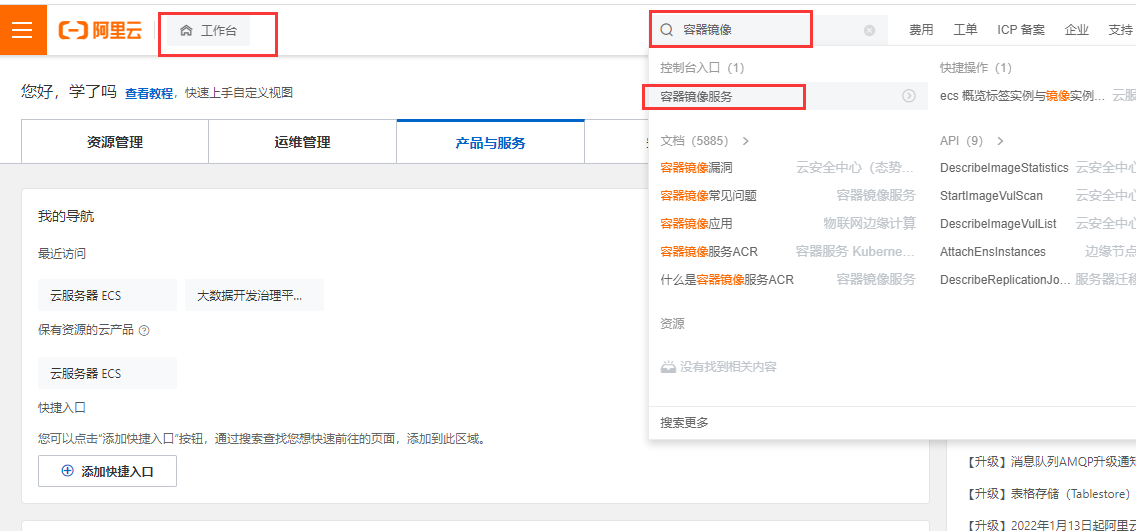 阿里云
工作台
容器镜像
费用
工单
ICP 备案
企业
支持
您好，学了吗 查看教程，快速上手自定义视图
资源管理
运维管理
产品与服务
控制台入口（1）
容器镜像服务
快捷操作（1）
ecs 概览标签实例与镜像实例... 云服
文档（5885）
容器镜像漏洞 云安全中心（态势...
容器镜像常见问题 容器镜像服务
容器镜像应用 物联网边缘计算
容器镜像服务ACR 容器服务 Kuberne...
什么是容器镜像服务ACR 容器镜像服务
API（9）
DescribeImageStatistics 云安全中心
StartImageVulScan 云安全中心
DescribeImageVulList 云安全中心
AttachEnsInstances 边缘节点
DescribeReplicationJo... 服务器迁移
资源
没有找到相关内容
搜索更多
我的导航
最近访问
云服务器 ECS
大数据开发治理平...
保有资源的云产品
云服务器 ECS
快捷入口
您可以点击“添加快捷入口”按钮，通过搜索查找您想快速前往的页面，添加到此区域。
添加快捷入口
【升级】消息队列AMQP升级通知
【升级】表格存储（Tablestore）
【升级】2022年1月13日起阿里云